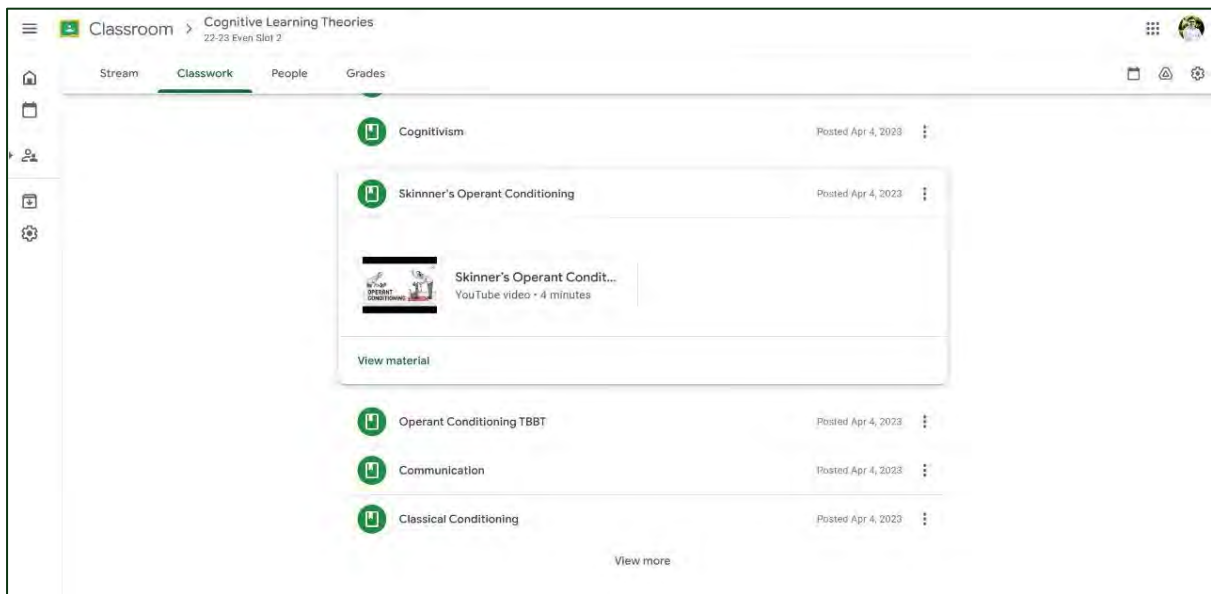 Classroom > Cognitive Learning Theories
22-23 Even Slot 2
Stream Classwork People Grades
Cognitivism Posted Apr 4, 2023
Skinnner's Operant Conditioning Posted Apr 4, 2023
Skinner's Operant Condit...
YouTube video • 4 minutes
OPERANT
CONDITIONING
View material
Operant Conditioning TBBT Posted Apr 4, 2023
Communication Posted Apr 4, 2023
Classical Conditioning Posted Apr 4, 2023
View more